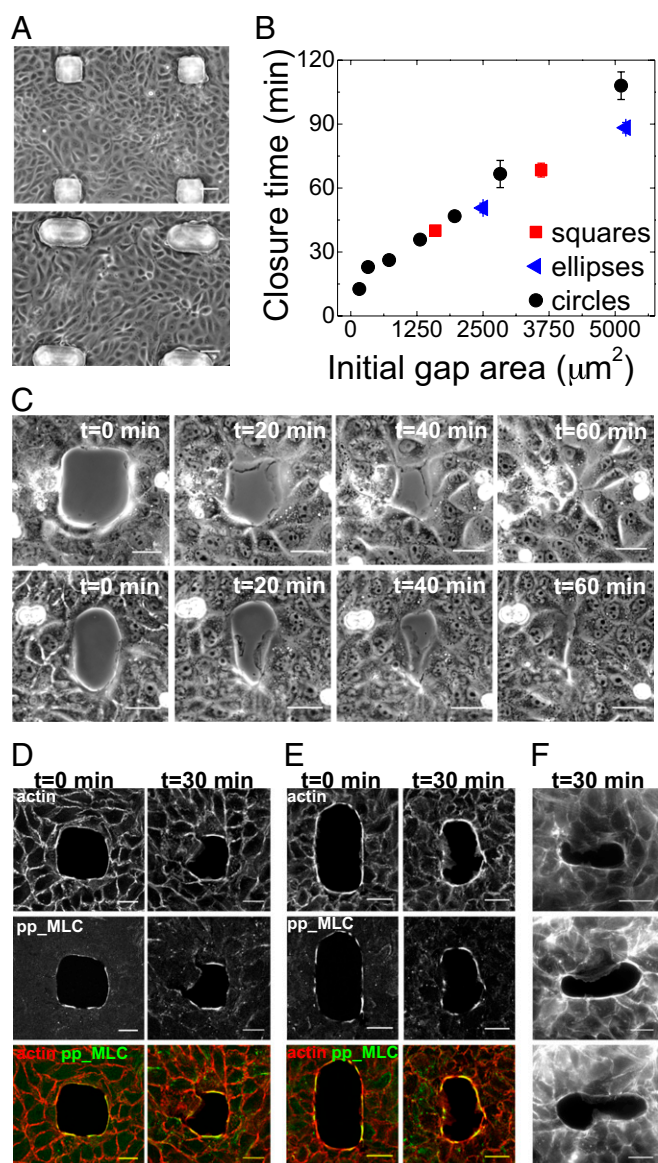 A
B
Closure time (min)
120
90
60
30
0
squares
ellipses
circles
0 1250 2500 3750 5000
Initial gap area (μm²)
C
t=0 min t=20 min t=40 min t=60 min
t=0 min t=20 min t=40 min t=60 min
D E F
t=0 min t=30 min t=0 min t=30 min t=30 min
actin actin
pp_MLC pp_MLC
actin pp_MLC actin pp_MLC